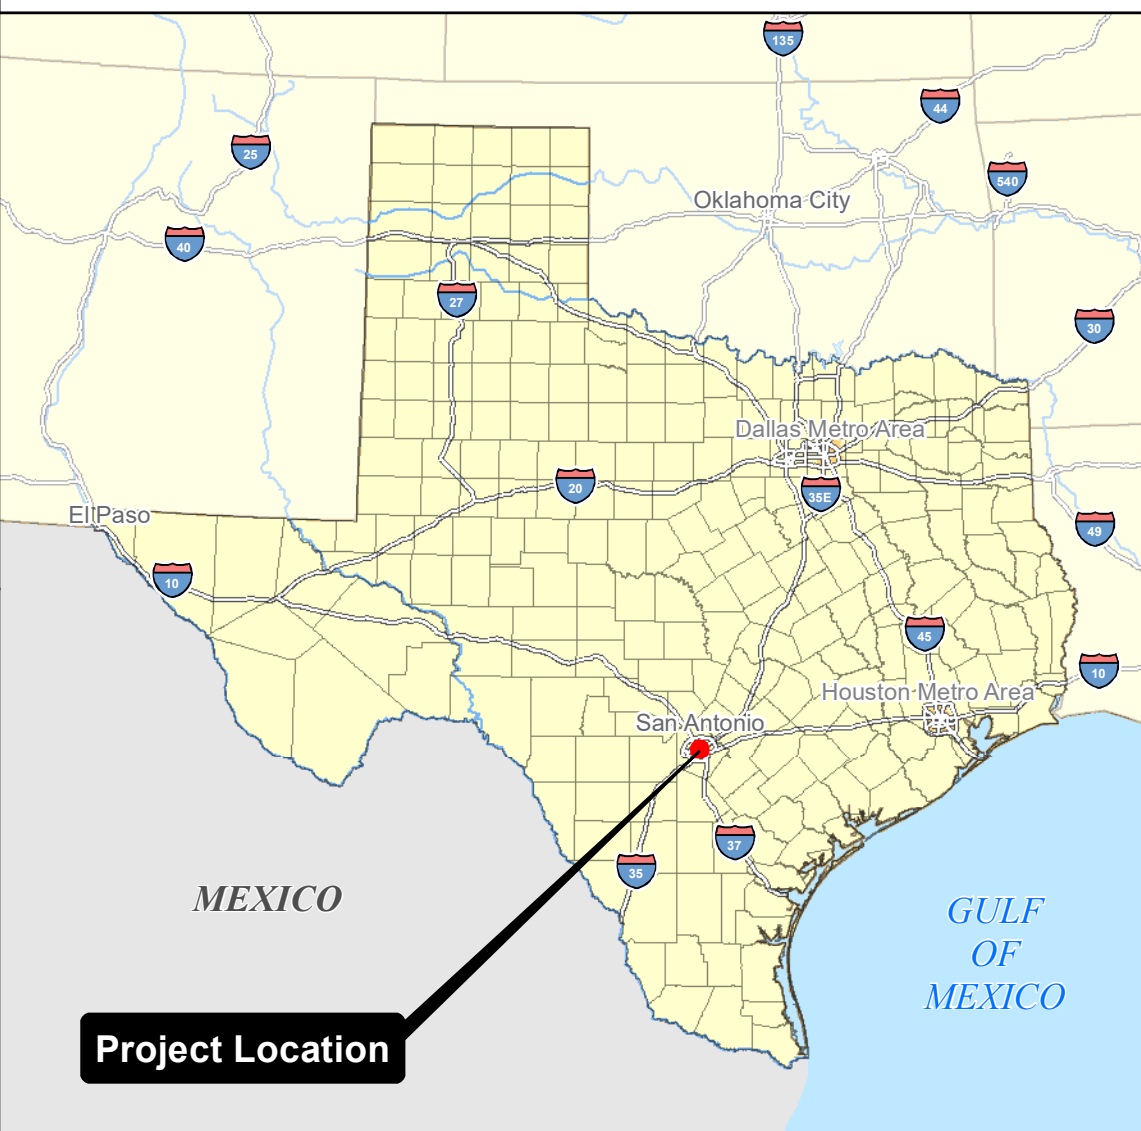 135
44
25
540
Oklahoma City
40
27
30
Dallas Metro Area
20
35E
El Paso
49
10
45
10
Houston Metro Area
San Antonio
37
35
MEXICO
GULF
OF
MEXICO
Project Location